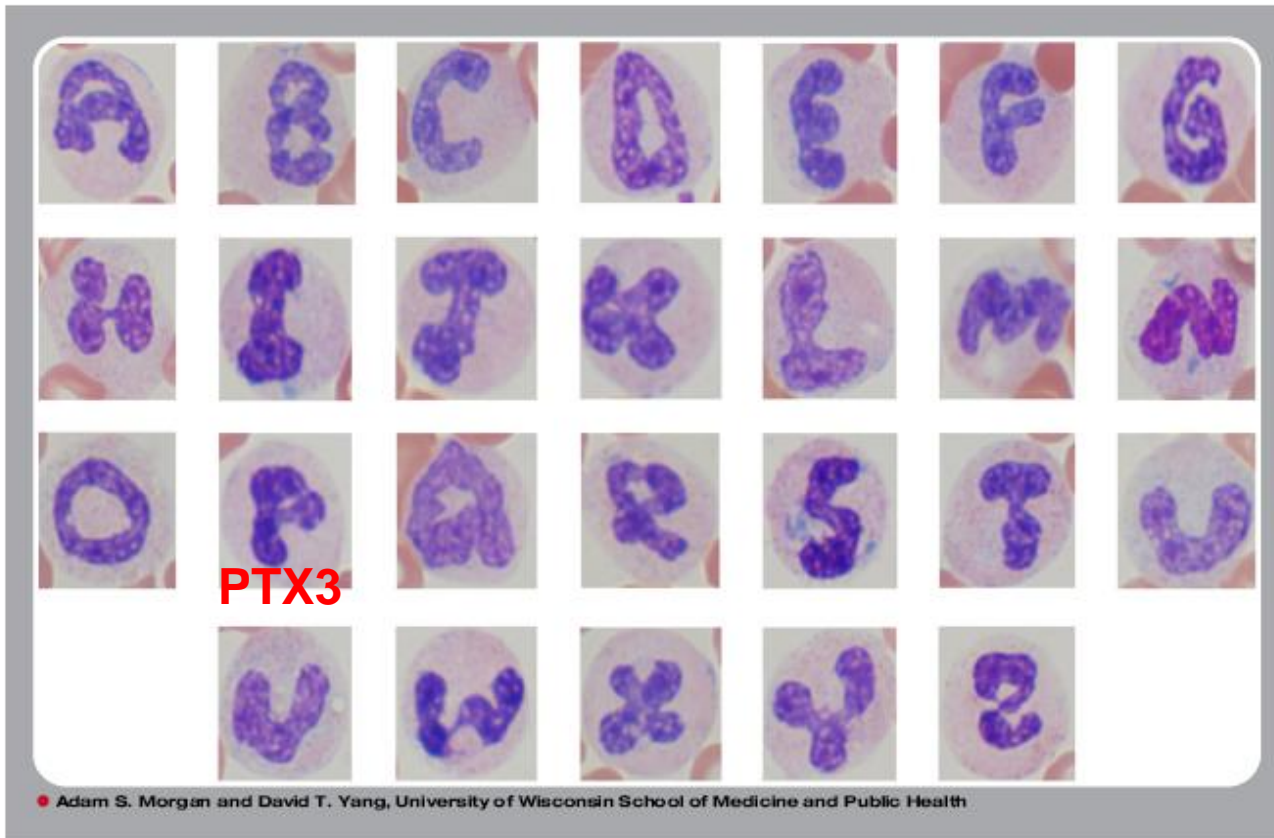 A B C D E F G
H I J K L M N
O P Q R S T U
PTX3
V W X Y Z
Adam S. Morgan and David T. Yang, University of Wisconsin School of Medicine and Public Health